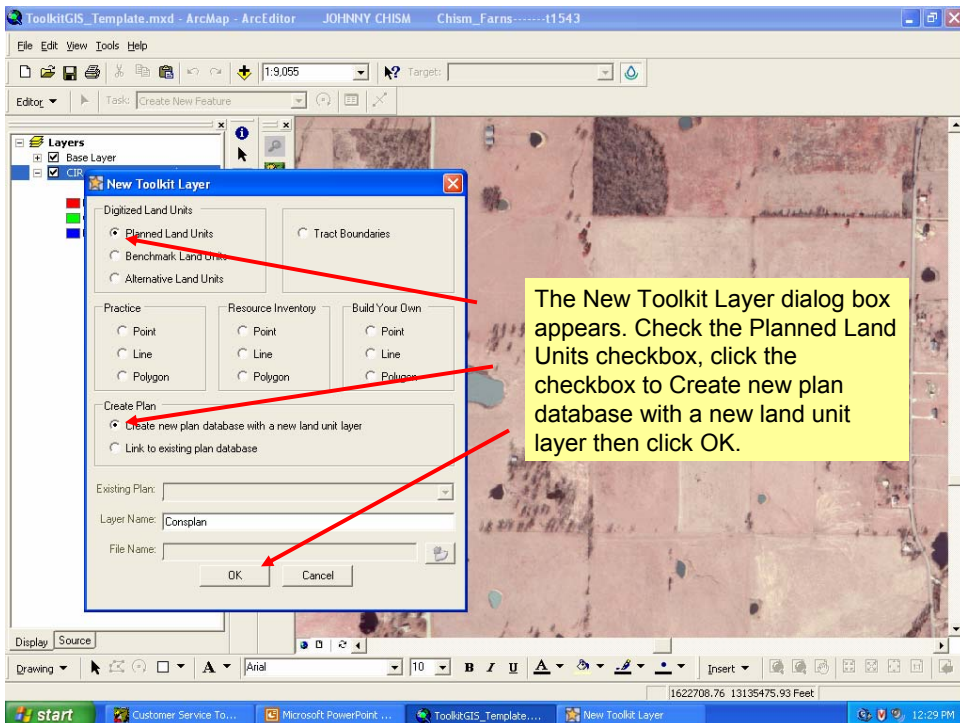 ToolkitGIS_Template.mxd - ArcMap - ArcEditor JOHNNY CHISM Chism_Farns-------t1543
File Edit View Tools Help
1:9,055 Target:
Editor Task: Create New Feature
Layers
Base Layer
CIR
New Toolkit Layer
Digitized Land Units
Planned Land Units
Tract Boundaries
Benchmark Land Units
Alternative Land Units
Practice Resource Inventory Build Your Own
Point Point Point
Line Line Line
Polygon Polygon Polygon
Create Plan
Create new plan database with a new land unit layer
Link to existing plan database
Existing Plan:
Layer Name: Consplan
File Name:
OK Cancel
The New Toolkit Layer dialog box
appears. Check the Planned Land
Units checkbox, click the
checkbox to Create new plan
database with a new land unit
layer then click OK.
Display Source
Drawing A Arial 10 B I U A Insert
1622708.76 13135475.93 Feet
start Customer Service To... Microsoft PowerPoint ... ToolkitGIS_Template.... New Toolkit Layer 12:29 PM